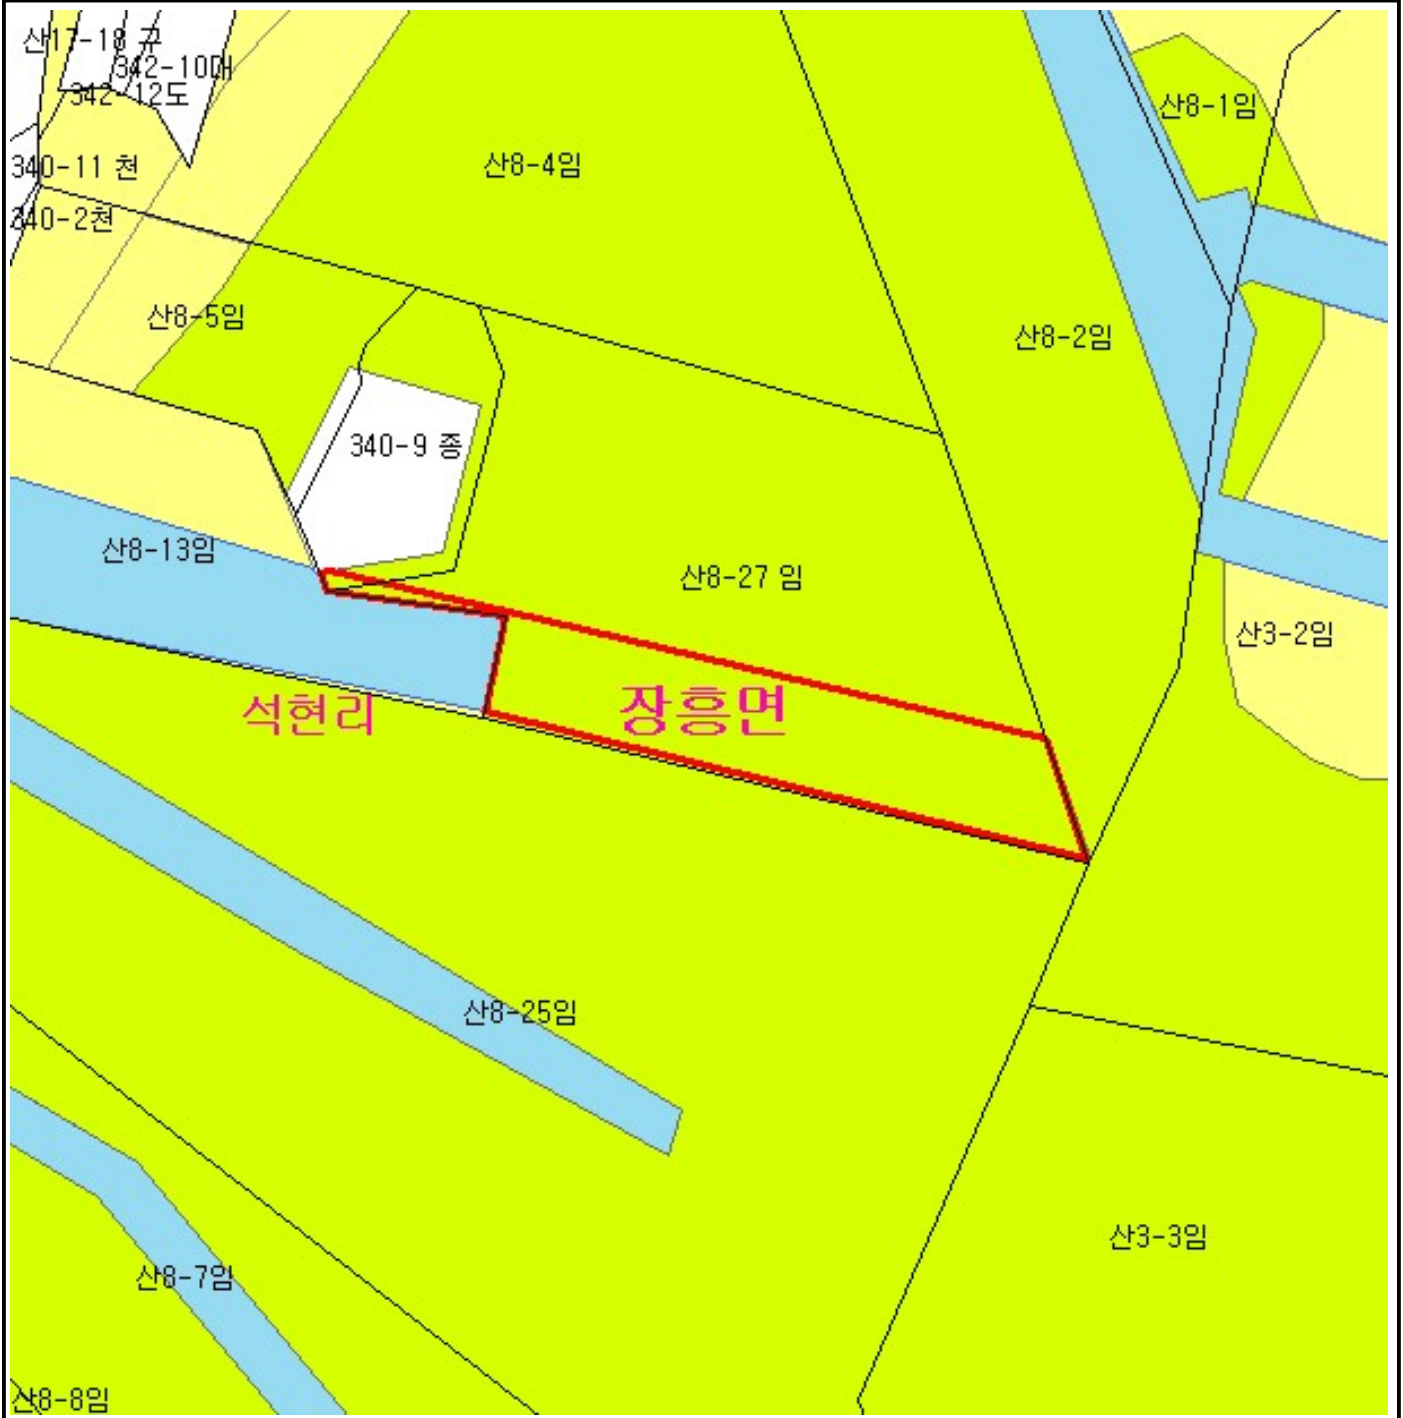 산17-18 구
342-10대
342-12도
산8-1임
340-11 천
산8-4임
340-2천
산8-5임
산8-2임
340-9 종
산8-13임
산8-27 임
산3-2임
석현리
장흥면
산8-25임
산3-3임
산8-7임
산8-8임